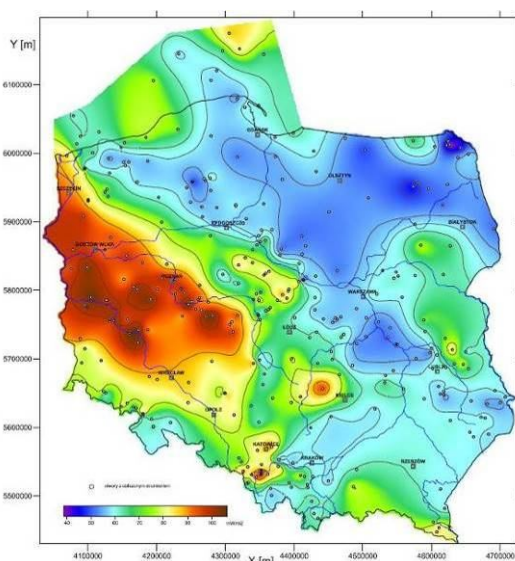 Y [m]
6100000
GDAŃSK
6000000
OLSZTYN
SZCZECIN
5900000
BYDGOSZCZ
BIAŁYSTOK
GORZÓW WLKP.
5800000
POZNAŃ
WARSZAWA
ŁÓDŹ
5700000
WROCŁAW
LUBLIN
KIELCE
OPOLE
5600000
KATOWICE
KRAKÓW
RZESZÓW
5500000
40 50 60 70 80 90 100 110
4100000 4200000 4300000 4400000 4500000 4600000 4700000
Y [m]